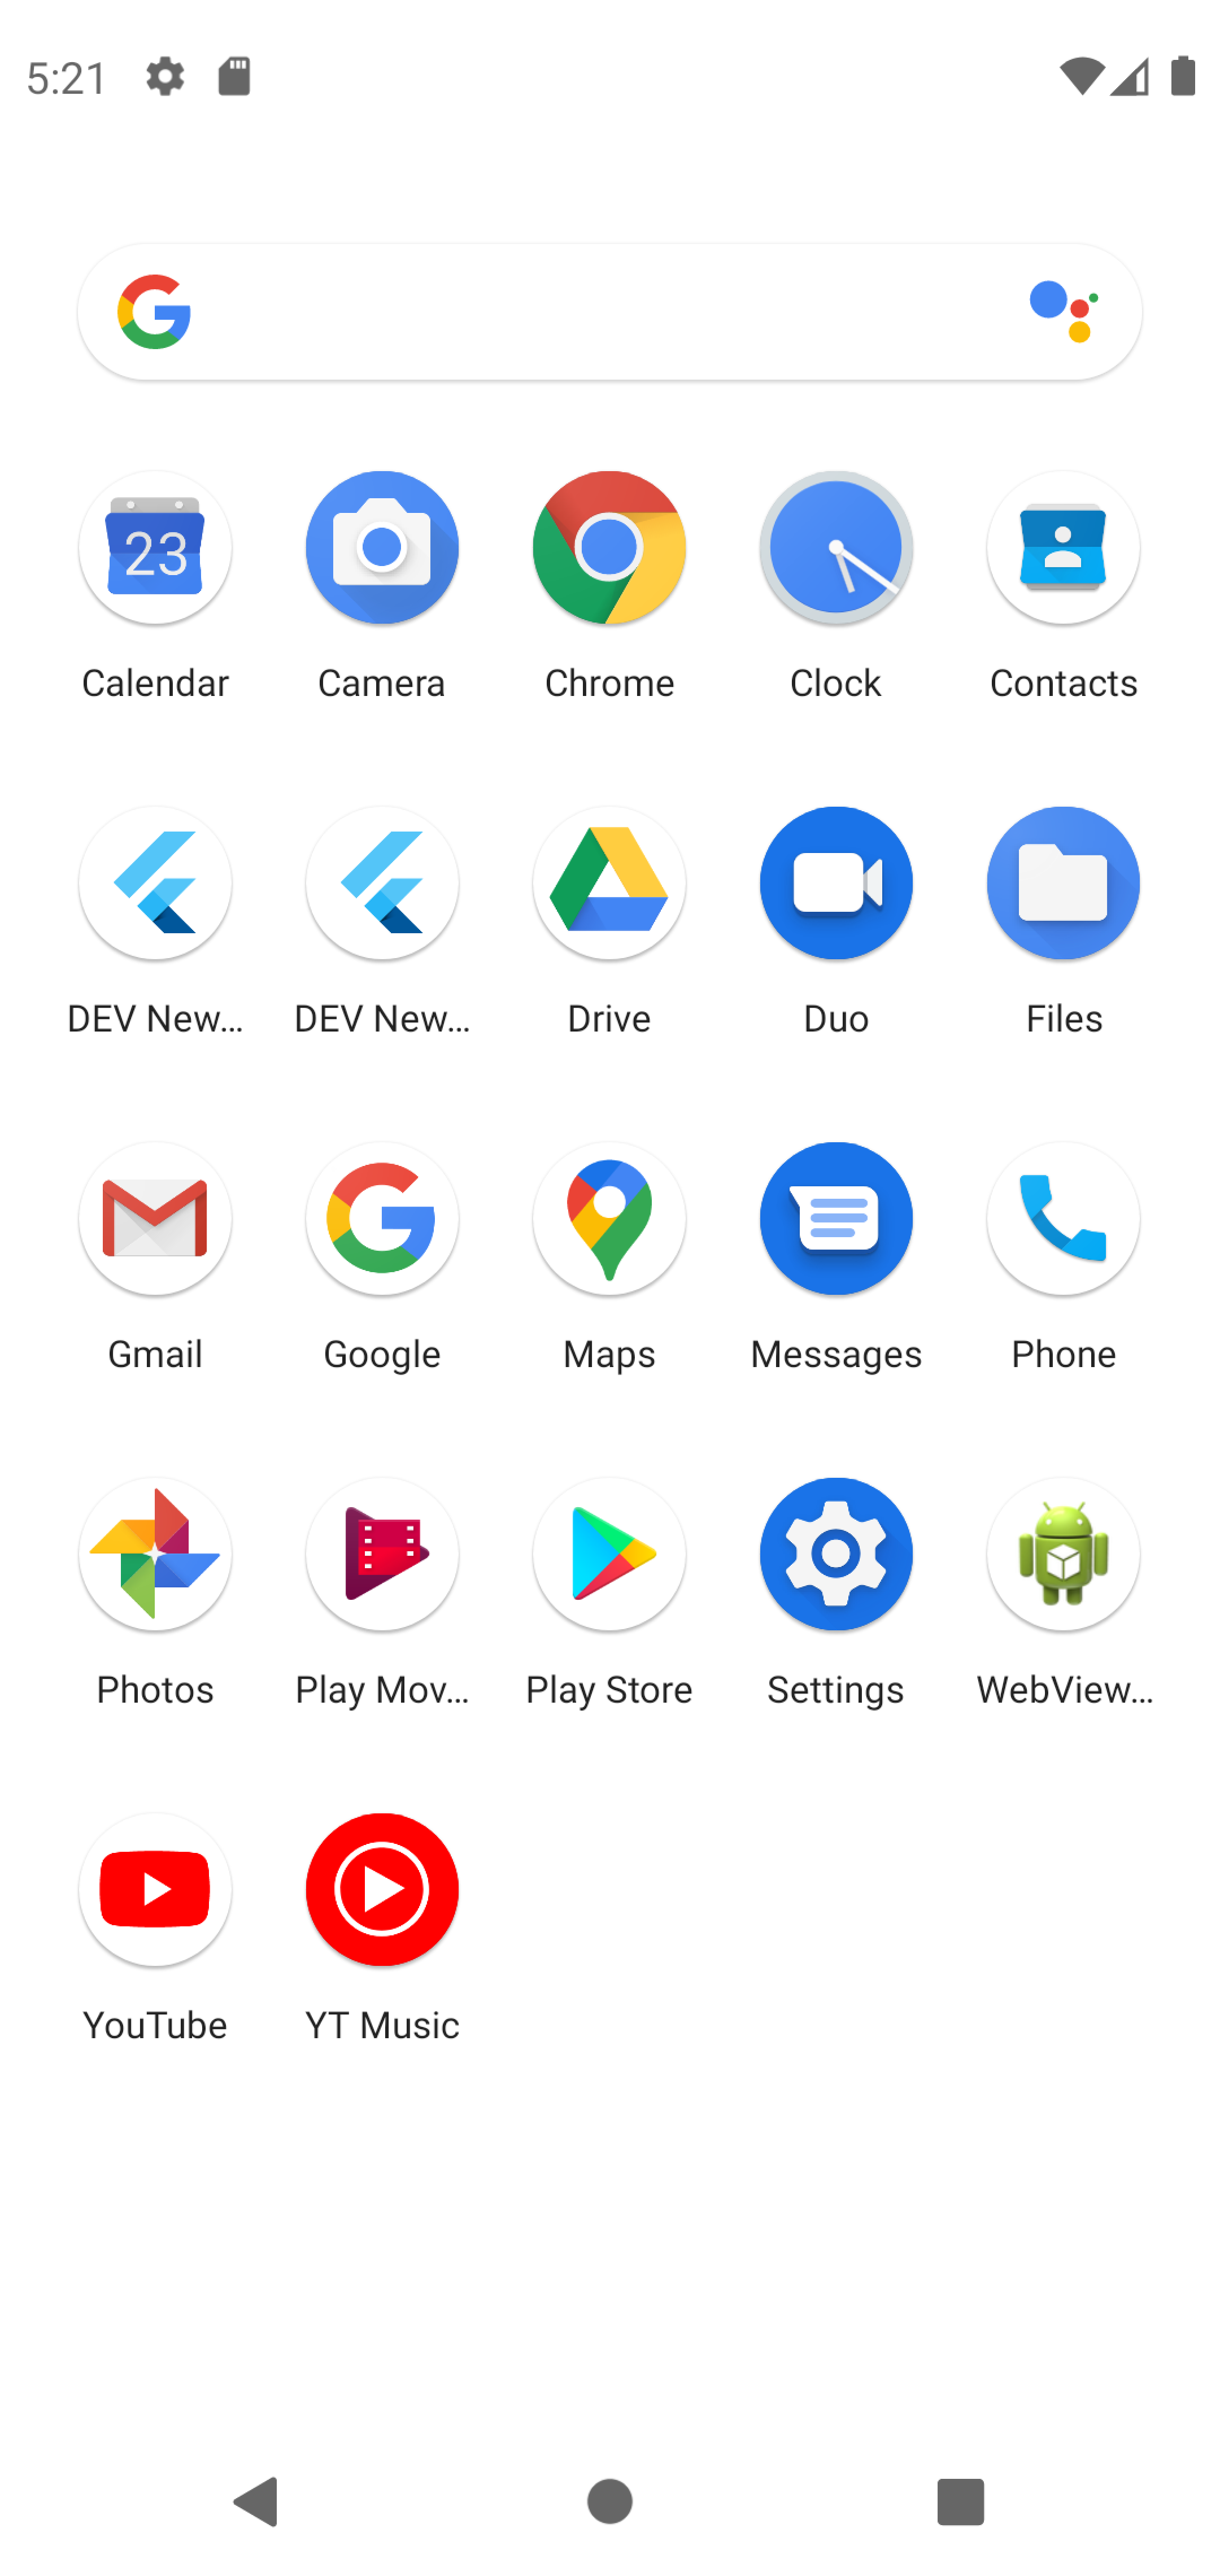 5:21
23
Calendar Camera Chrome Clock Contacts
DEV New… DEV New… Drive Duo Files
Gmail Google Maps Messages Phone
Photos Play Mov… Play Store Settings WebView…
YouTube YT Music